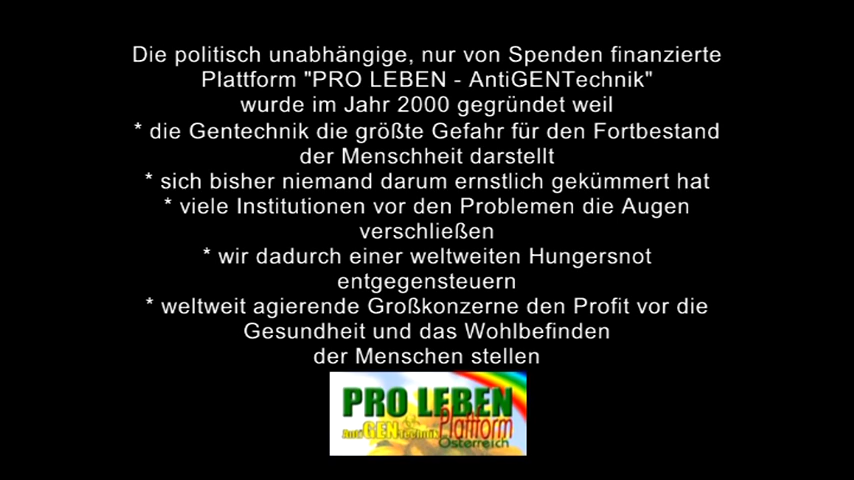 Die politisch unabhängige, nur von Spenden finanzierte
Plattform "PRO LEBEN - AntiGENTechnik"
wurde im Jahr 2000 gegründet weil
* die Gentechnik die größte Gefahr für den Fortbestand
der Menschheit darstellt
* sich bisher niemand darum ernstlich gekümmert hat
* viele Institutionen vor den Problemen die Augen
verschließen
* wir dadurch einer weltweiten Hungersnot
entgegensteuern
* weltweit agierende Großkonzerne den Profit vor die
Gesundheit und das Wohlbefinden
der Menschen stellen
PRO LEBEN
AntiGENtechnik Plattform
Österreich